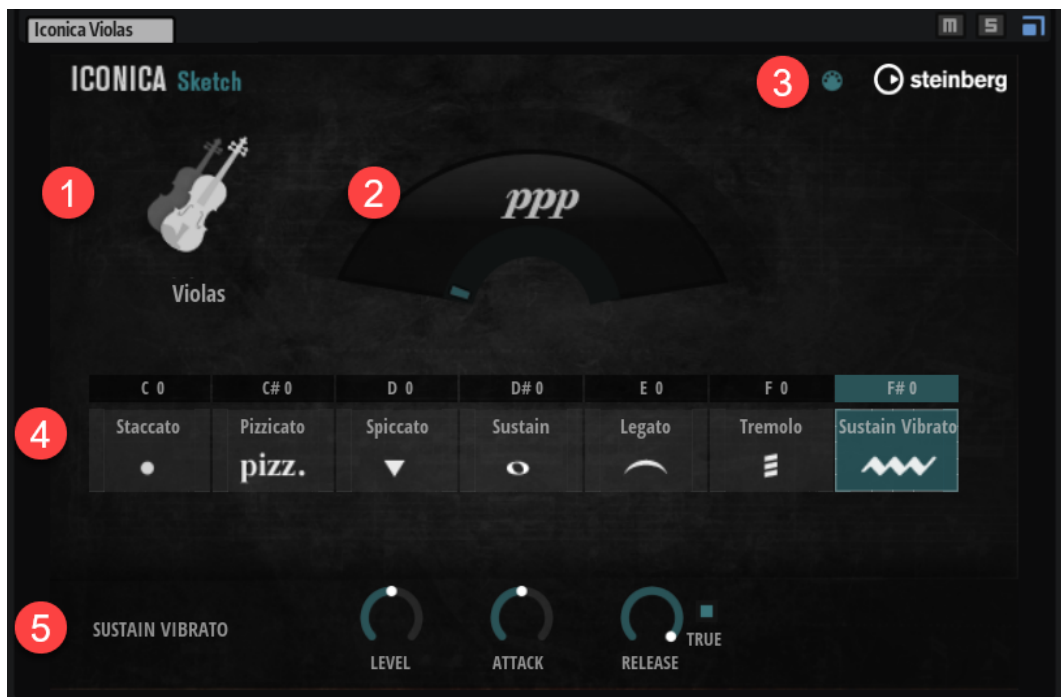 Iconica Violas
M S
ICONICA Sketch
3
steinberg
1
2
ppp
Violas
C 0 C# 0 D 0 D# 0 E 0 F 0 F# 0
4
Staccato Pizzicato Spiccato Sustain Legato Tremolo Sustain Vibrato
pizz.
5
SUSTAIN VIBRATO
TRUE
LEVEL ATTACK RELEASE